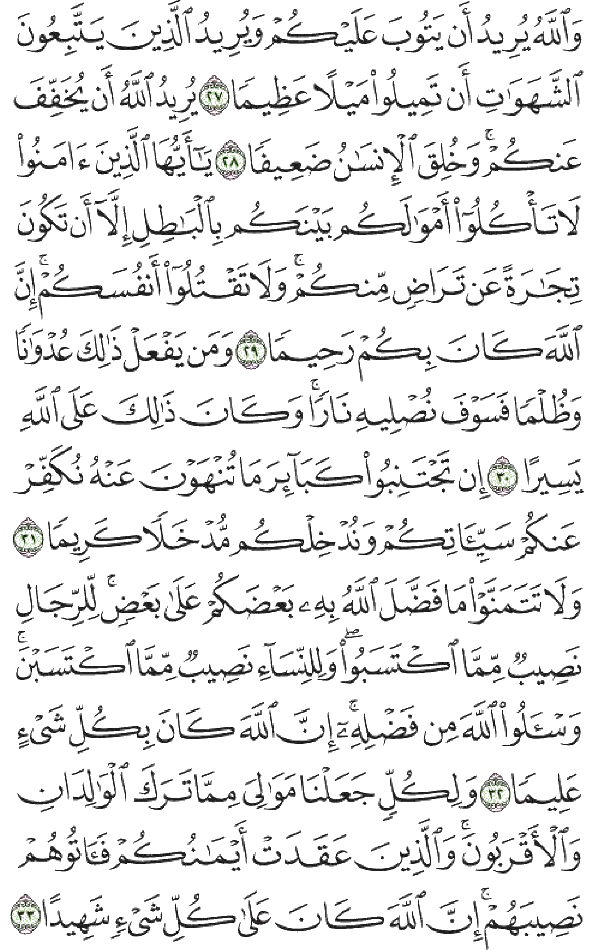 وَٱللَّهُ يُرِيدُ أَن يَتُوبَ عَلَيْكُمْ وَيُرِيدُ ٱلَّذِينَ يَتَّبِعُونَ
ٱلشَّهَوَٰتِ أَن تَمِيلُوا۟ مَيْلًا عَظِيمًا ٢٧ يُرِيدُ ٱللَّهُ أَن يُخَفِّفَ
عَنكُمْ ۚ وَخُلِقَ ٱلْإِنسَـٰنُ ضَعِيفًا ٢٨ يَـٰٓأَيُّهَا ٱلَّذِينَ ءَامَنُوا۟
لَا تَأْكُلُوٓا۟ أَمْوَٰلَكُم بَيْنَكُم بِٱلْبَـٰطِلِ إِلَّآ أَن تَكُونَ
تِجَـٰرَةً عَن تَرَاضٍ مِّنكُمْ ۚ وَلَا تَقْتُلُوٓا۟ أَنفُسَكُمْ ۚ إِنَّ
ٱللَّهَ كَانَ بِكُمْ رَحِيمًا ٢٩ وَمَن يَفْعَلْ ذَٰلِكَ عُدْوَٰنًا
وَظُلْمًا فَسَوْفَ نُصْلِيهِ نَارًا ۚ وَكَانَ ذَٰلِكَ عَلَى ٱللَّهِ
يَسِيرًا ٣٠ إِن تَجْتَنِبُوا۟ كَبَآئِرَ مَا تُنْهَوْنَ عَنْهُ نُكَفِّرْ
عَنكُمْ سَيِّـَٔاتِكُمْ وَنُدْخِلْكُم مُّدْخَلًا كَرِيمًا ٣١
وَلَا تَتَمَنَّوْا۟ مَا فَضَّلَ ٱللَّهُ بِهِۦ بَعْضَكُمْ عَلَىٰ بَعْضٍ ۚ لِّلرِّجَالِ
نَصِيبٌ مِّمَّا ٱكْتَسَبُوا۟ ۖ وَلِلنِّسَآءِ نَصِيبٌ مِّمَّا ٱكْتَسَبْنَ ۚ
وَسْـَٔلُوا۟ ٱللَّهَ مِن فَضْلِهِۦٓ ۗ إِنَّ ٱللَّهَ كَانَ بِكُلِّ شَىْءٍ
عَلِيمًا ٣٢ وَلِكُلٍّ جَعَلْنَا مَوَٰلِىَ مِمَّا تَرَكَ ٱلْوَٰلِدَانِ
وَٱلْأَقْرَبُونَ ۚ وَٱلَّذِينَ عَقَدَتْ أَيْمَـٰنُكُمْ فَـَٔاتُوهُمْ
نَصِيبَهُمْ ۚ إِنَّ ٱللَّهَ كَانَ عَلَىٰ كُلِّ شَىْءٍ شَهِيدًا ٣٣